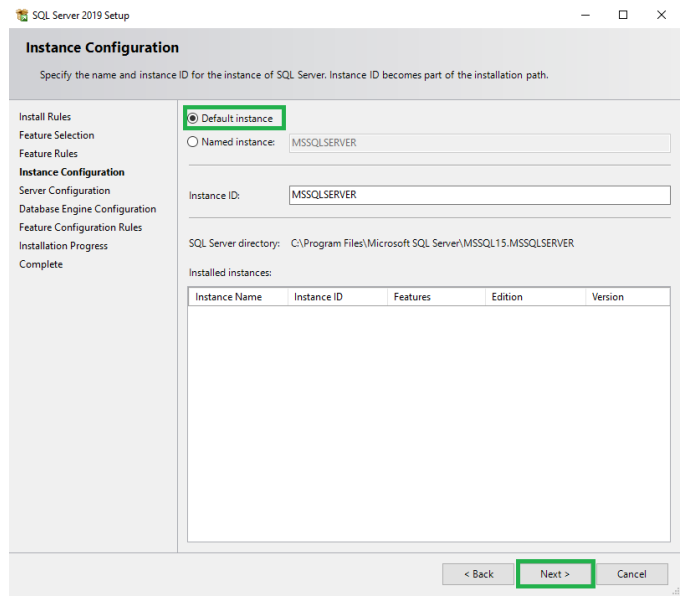 SQL Server 2019 Setup
Instance Configuration
Specify the name and instance ID for the instance of SQL Server. Instance ID becomes part of the installation path.
Install Rules
Feature Selection
Feature Rules
Instance Configuration
Server Configuration
Database Engine Configuration
Feature Configuration Rules
Installation Progress
Complete
Default instance
Named instance: MSSQLSERVER
Instance ID: MSSQLSERVER
SQL Server directory: C:\Program Files\Microsoft SQL Server\MSSQL15.MSSQLSERVER
Installed instances:
Instance Name Instance ID Features Edition Version
< Back Next > Cancel